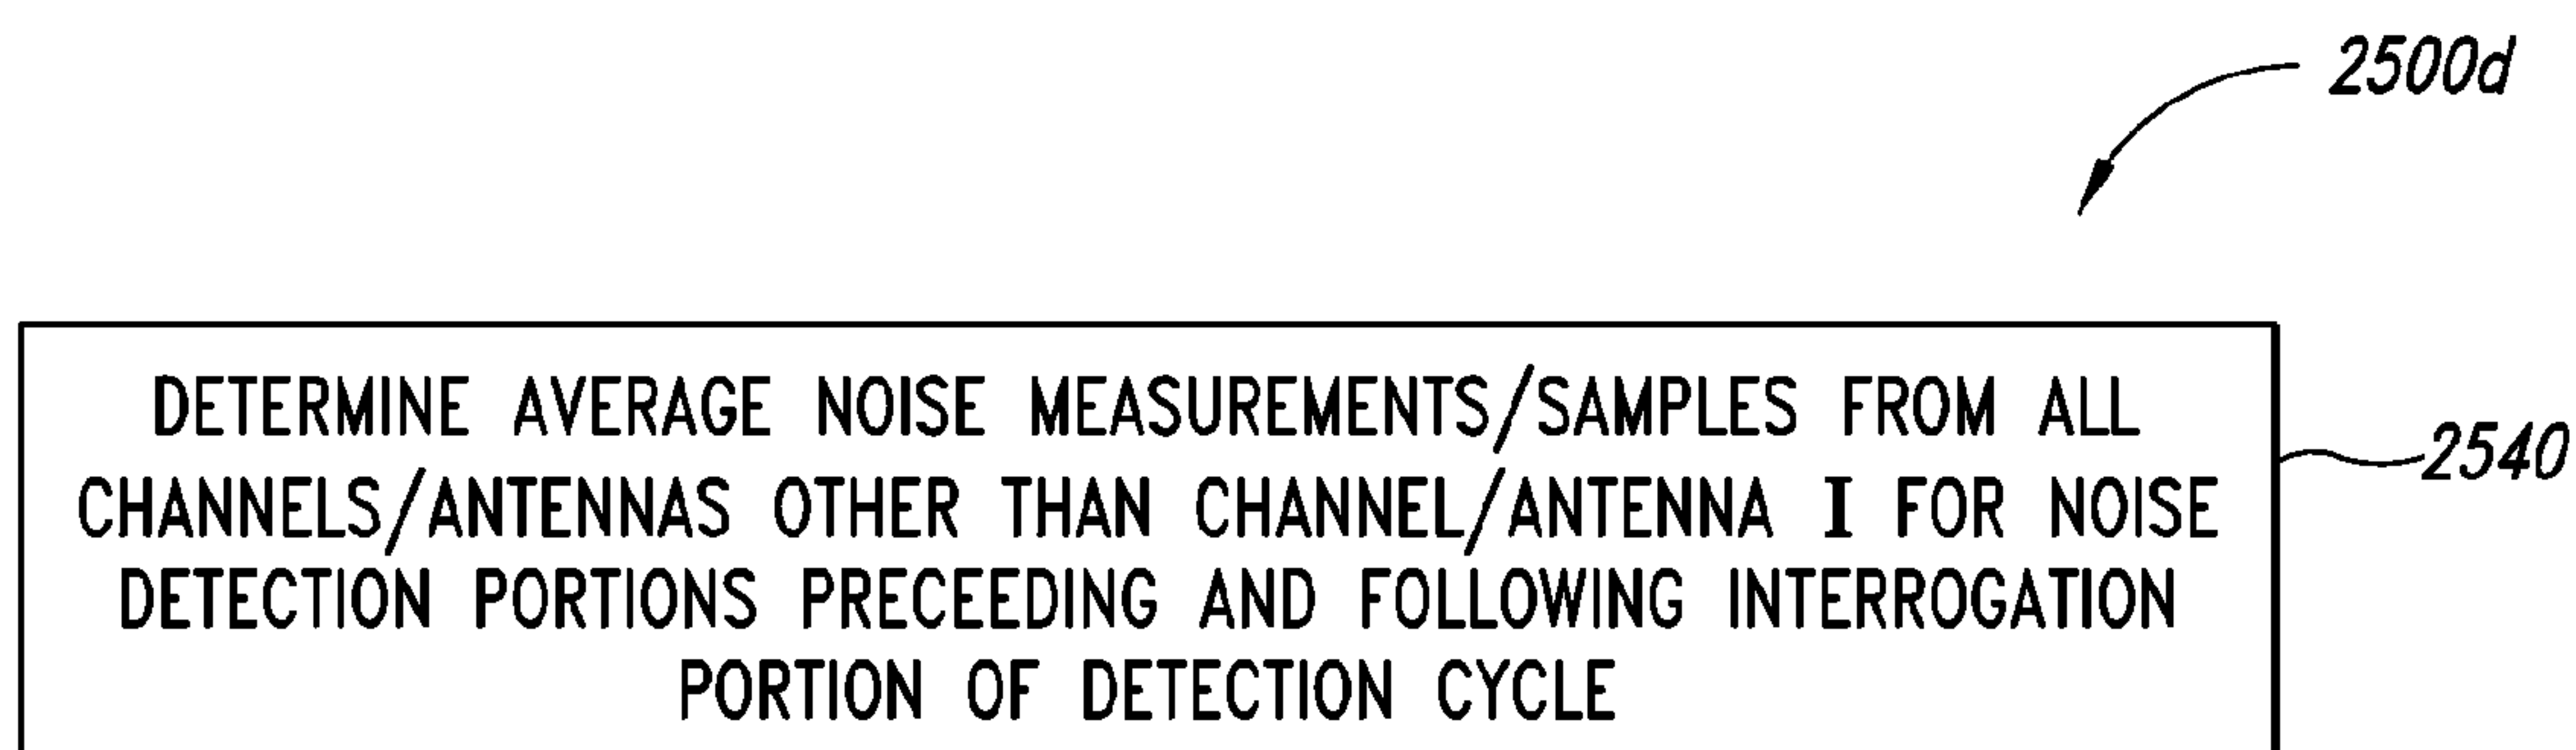 2500d
DETERMINE AVERAGE NOISE MEASUREMENTS/SAMPLES FROM ALL
CHANNELS/ANTENNAS OTHER THAN CHANNEL/ANTENNA I FOR NOISE
DETECTION PORTIONS PRECEEDING AND FOLLOWING INTERROGATION
PORTION OF DETECTION CYCLE
2540